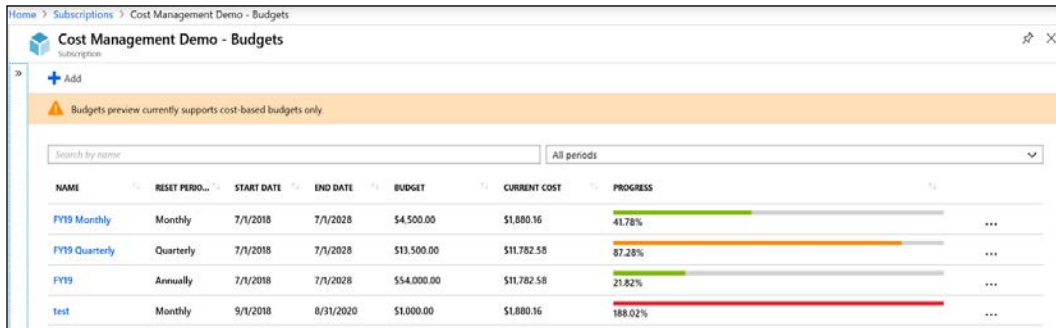 Home > Subscriptions > Cost Management Demo - Budgets
Cost Management Demo - Budgets
Subscription
» + Add
Budgets preview currently supports cost-based budgets only.
Search by name All periods
NAME RESET PERIO... START DATE END DATE BUDGET CURRENT COST PROGRESS
FY19 Monthly Monthly 7/1/2018 7/1/2028 $4,500.00 $1,880.16 41.78% ...
FY19 Quarterly Quarterly 7/1/2018 7/1/2028 $13,500.00 $11,782.58 87.28% ...
FY19 Annually 7/1/2018 7/1/2028 $54,000.00 $11,782.58 21.82% ...
test Monthly 9/1/2018 8/31/2020 $1,000.00 $1,880.16 188.02% ...